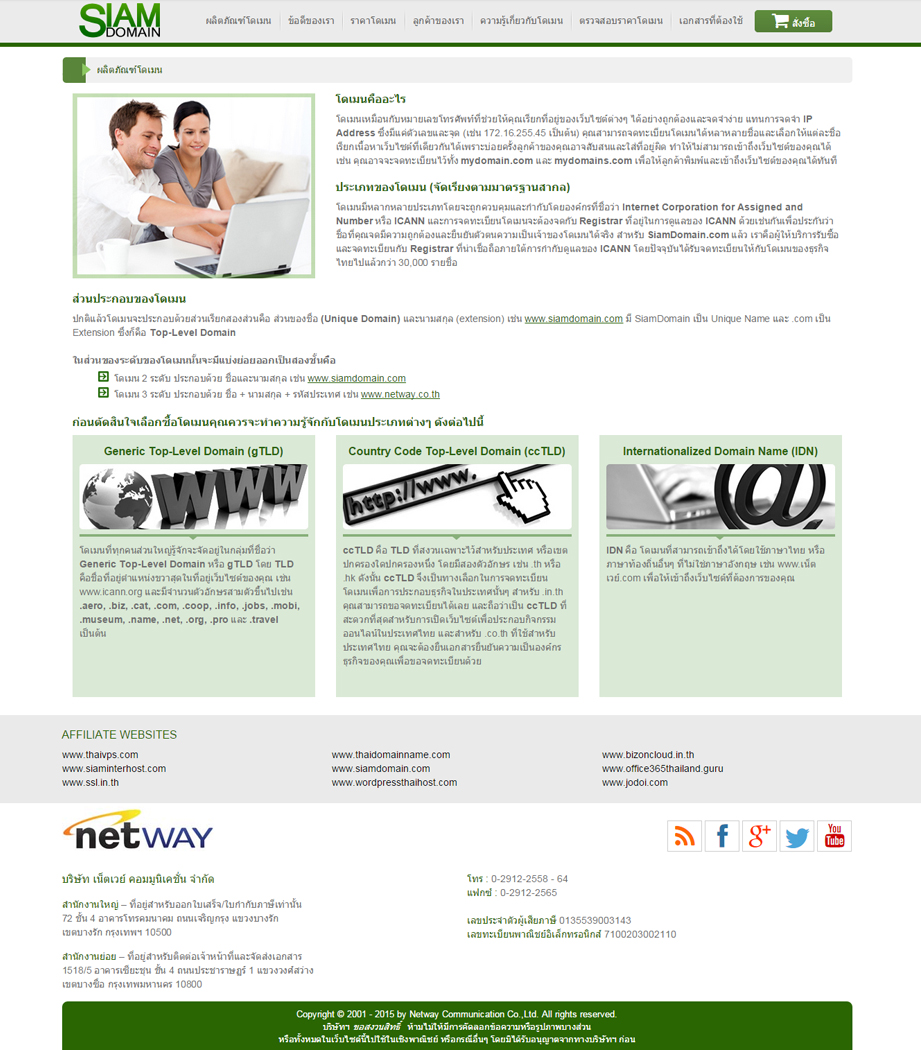 SIAM
DOMAIN
ผลิตภัณฑ์โดเมน
ข้อดีของเรา
ราคาโดเมน
ลูกค้าของเรา
ความรู้เกี่ยวกับโดเมน
ตรวจสอบราคาโดเมน
เอกสารที่ต้องใช้
สั่งซื้อ
ผลิตภัณฑ์โดเมน
โดเมนคืออะไร
โดเมนเหมือนกับหมายเลขโทรศัพท์ที่ช่วยให้คุณเรียกที่อยู่ของเว็บไซต์ต่างๆ ได้อย่างถูกต้องและจดจำง่าย แทนการจดจำ IP
Address ซึ่งมีแต่ตัวเลขและจุด (เช่น 172.16.255.45 เป็นต้น) คุณสามารถจดทะเบียนโดเมนได้หลาหลายชื่อและเลือกให้แต่ละชื่อ
เรียกเนื้อหาเว็บไซต์ที่เดียวกันได้เพราะบ่อยครั้งลูกค้าของคุณอาจสับสนและใส่ที่อยู่ผิด ทำให้ไม่สามารถเข้าถึงเว็บไซต์ของคุณได้
เช่น คุณอาจจะจดทะเบียนไว้ทั้ง mydomain.com และ mydomains.com เพื่อให้ลูกค้าพิมพ์และเข้าถึงเว็บไซต์ของคุณได้ทันที
ประเภทของโดเมน (จัดเรียงตามมาตรฐานสากล)
โดเมนมีหลากหลายประเภทโดยจะถูกควบคุมและกำกับโดยองค์กรที่ชื่อว่า Internet Corporation for Assigned and
Number หรือ ICANN และการจดทะเบียนโดเมนจะต้องจดกับ Registrar ที่อยู่ในการดูแลของ ICANN ด้วยเช่นกันเพื่อประกันว่า
ชื่อที่คุณจดมีความถูกต้องและยืนยันตัวตนความเป็นเจ้าของโดเมนได้จริง สำหรับ SiamDomain.com แล้ว เราคือผู้ให้บริการรับชื่อ
และจดทะเบียนกับ Registrar ที่น่าเชื่อถือภายใต้การกำกับดูแลของ ICANN โดยปัจจุบันได้รับจดทะเบียนให้กับโดเมนของธุรกิจ
ไทยไปแล้วกว่า 30,000 รายชื่อ
ส่วนประกอบของโดเมน
ปกติแล้วโดเมนจะประกอบด้วยส่วนเรียกสองส่วนคือ ส่วนของชื่อ (Unique Domain) และนามสกุล (extension) เช่น www.siamdomain.com มี SiamDomain เป็น Unique Name และ .com เป็น
Extension ซึ่งก็คือ Top-Level Domain
ในส่วนของระดับของโดเมนนั้นจะมีแบ่งย่อยออกเป็นสองชั้นคือ
โดเมน 2 ระดับ ประกอบด้วย ชื่อและนามสกุล เช่น www.siamdomain.com
โดเมน 3 ระดับ ประกอบด้วย ชื่อ + นามสกุล + รหัสประเทศ เช่น www.netway.co.th
ก่อนตัดสินใจเลือกซื้อโดเมนคุณควรจะทำความรู้จักกับโดเมนประเภทต่างๆ ดังต่อไปนี้
Generic Top-Level Domain (gTLD)
WWW
โดเมนที่ทุกคนส่วนใหญ่รู้จักจะจัดอยู่ในกลุ่มที่ชื่อว่า
Generic Top-Level Domain หรือ gTLD โดย TLD
คือชื่อที่อยู่ตำแหน่งขวาสุดในที่อยู่เว็บไซต์ของคุณ เช่น
www.icann.org และมีจำนวนตัวอักษรสามตัวขึ้นไปเช่น
.aero, .biz, .cat, .com, .coop, .info, .jobs, .mobi,
.museum, .name, .net, .org, .pro และ .travel
เป็นต้น
Country Code Top-Level Domain (ccTLD)
http://www.
ccTLD คือ TLD ที่สงวนเฉพาะไว้สำหรับประเทศ หรือเขต
ปกครองใดปกครองหนึ่ง โดยมีสองตัวอักษร เช่น .th หรือ
.hk ดังนั้น ccTLD จึงเป็นทางเลือกในการจดทะเบียน
โดเมนเพื่อการประกอบธุรกิจในประเทศนั้นๆ สำหรับ .in.th
คุณสามารถขอจดทะเบียนได้เลย และถือว่าเป็น ccTLD ที่
สะดวกที่สุดสำหรับการเปิดเว็บไซต์เพื่อประกอบกิจกรรม
ออนไลน์ในประเทศไทย และสำหรับ .co.th ที่ใช้สำหรับ
ประเทศไทย คุณจะต้องยื่นเอกสารยืนยันความเป็นองค์กร
ธุรกิจของคุณเพื่อขอจดทะเบียนด้วย
Internationalized Domain Name (IDN)
@
IDN คือ โดเมนที่สามารถเข้าถึงได้โดยใช้ภาษาไทย หรือ
ภาษาท้องถิ่นอื่นๆ ที่ไม่ใช่ภาษาอังกฤษ เช่น www.เน็ต
เวย์.com เพื่อให้เข้าถึงเว็บไซต์ที่ต้องการของคุณ
AFFILIATE WEBSITES
www.thaivps.com
www.siaminterhost.com
www.ssl.in.th
www.thaidomainname.com
www.siamdomain.com
www.wordpressthaihost.com
www.bizoncloud.in.th
www.office365thailand.guru
www.jodoi.com
netWAY
f
g+
You
Tube
บริษัท เน็ตเวย์ คอมมูนิเคชั่น จำกัด
สำนักงานใหญ่ – ที่อยู่สำหรับออกใบเสร็จ/ใบกำกับภาษีเท่านั้น
72 ชั้น 4 อาคารโทรคมนาคม ถนนเจริญกรุง แขวงบางรัก
เขตบางรัก กรุงเทพฯ 10500
สำนักงานย่อย – ที่อยู่สำหรับติดต่อเจ้าหน้าที่และจัดส่งเอกสาร
1518/5 อาคารเซียะชุน ชั้น 4 ถนนประชาราษฎร์ 1 แขวงวงศ์สว่าง
เขตบางซื่อ กรุงเทพมหานคร 10800
โทร : 0-2912-2558 - 64
แฟกซ์ : 0-2912-2565
เลขประจำตัวผู้เสียภาษี 0135539003143
เลขทะเบียนพาณิชย์อิเล็กทรอนิกส์ 7100203002110
Copyright © 2001 - 2015 by Netway Communication Co.,Ltd. All rights reserved.
บริษัทฯ ขอสงวนสิทธิ์ ห้ามไม่ให้มีการคัดลอกข้อความหรือรูปภาพบางส่วน
หรือทั้งหมดในเว็บไซต์นี้ไปใช้ในเชิงพาณิชย์ หรือกรณีอื่นๆ โดยมิได้รับอนุญาตจากทางบริษัทฯ ก่อน